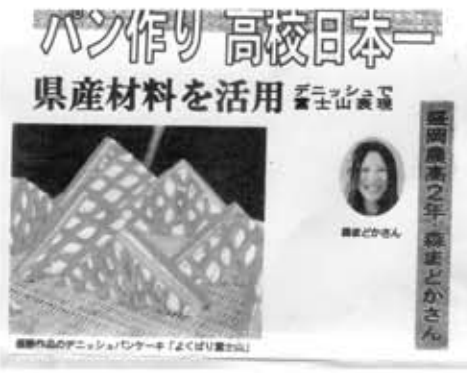 パン作り 高校日本一
県産材料を活用
デニッシュで
富士山表現
盛岡農高2年・森まどかさん
森まどかさん
優勝作品のデニッシュパンケーキ「よくばり富士山」